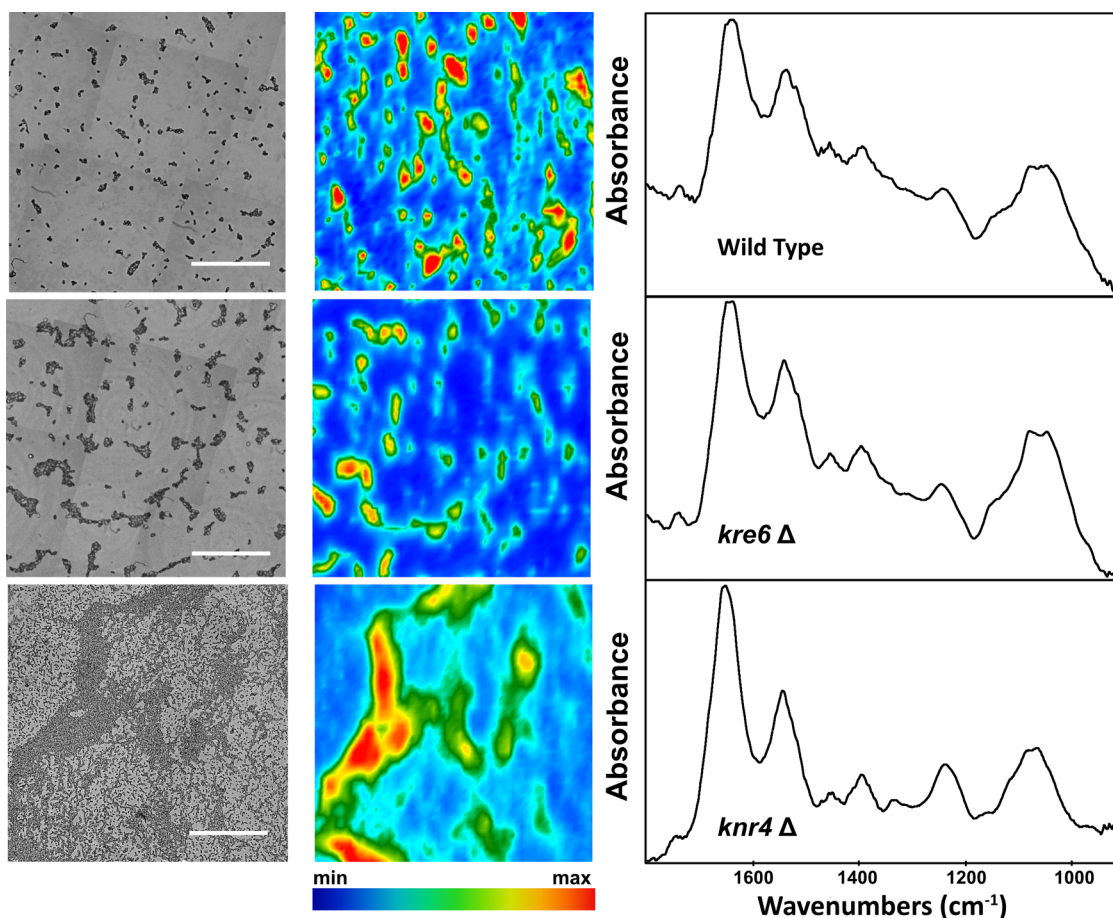 Absorbance
Wild Type
Absorbance
kre6 Δ
Absorbance
knr4 Δ
min max
1600 1400 1200 1000
Wavenumbers (cm⁻¹)